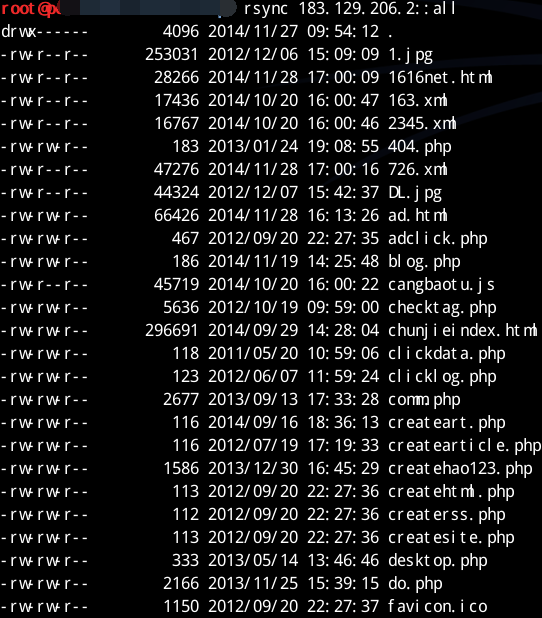 root@p rsync 183.129.206.2::all
drwx------ 4096 2014/11/27 09:54:12 .
-rw-r--r-- 253031 2012/12/06 15:09:09 1.jpg
-rw-rw-r-- 28266 2014/11/28 17:00:09 1616net.html
-rw-r--r-- 17436 2014/10/20 16:00:47 163.xml
-rw-r--r-- 16767 2014/10/20 16:00:46 2345.xml
-rw-rw-r-- 183 2013/01/24 19:08:55 404.php
-rw-rw-r-- 47276 2014/11/28 17:00:16 726.xml
-rw-rw-r-- 44324 2012/12/07 15:42:37 DL.jpg
-rw-rw-r-- 66426 2014/11/28 16:13:26 ad.html
-rw-rw-r-- 467 2012/09/20 22:27:35 adclick.php
-rw-rw-r-- 186 2014/11/19 14:25:48 blog.php
-rw-rw-r-- 45719 2014/10/20 16:00:22 cangbaotu.js
-rw-rw-r-- 5636 2012/10/19 09:59:00 checktag.php
-rw-rw-r-- 296691 2014/09/29 14:28:04 chunjieindex.html
-rw-rw-r-- 118 2011/05/20 10:59:06 clickdata.php
-rw-rw-r-- 123 2012/06/07 11:59:24 clicklog.php
-rw-rw-r-- 2677 2013/09/13 17:33:28 comm.php
-rw-rw-r-- 116 2014/09/16 18:36:13 createart.php
-rw-rw-r-- 116 2012/07/19 17:19:33 createarticle.php
-rw-rw-r-- 1586 2013/12/30 16:45:29 createhao123.php
-rw-rw-r-- 113 2012/09/20 22:27:36 createhtml.php
-rw-rw-r-- 112 2012/09/20 22:27:36 createrss.php
-rw-rw-r-- 113 2012/09/20 22:27:36 createsite.php
-rw-rw-r-- 333 2013/05/14 13:46:46 desktop.php
-rw-rw-r-- 2166 2013/11/25 15:39:15 do.php
-rw-rw-r-- 1150 2012/09/20 22:27:37 favicon.ico